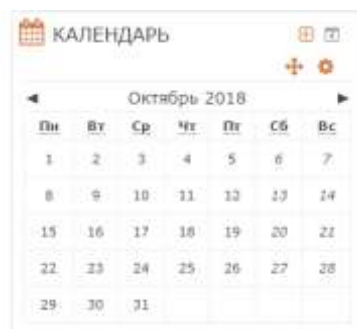 КАЛЕНДАРЬ
◄ Октябрь 2018 ►
Пн Вт Ср Чт Пт Сб Вс
1 2 3 4 5 6 7
8 9 10 11 12 13 14
15 16 17 18 19 20 21
22 23 24 25 26 27 28
29 30 31